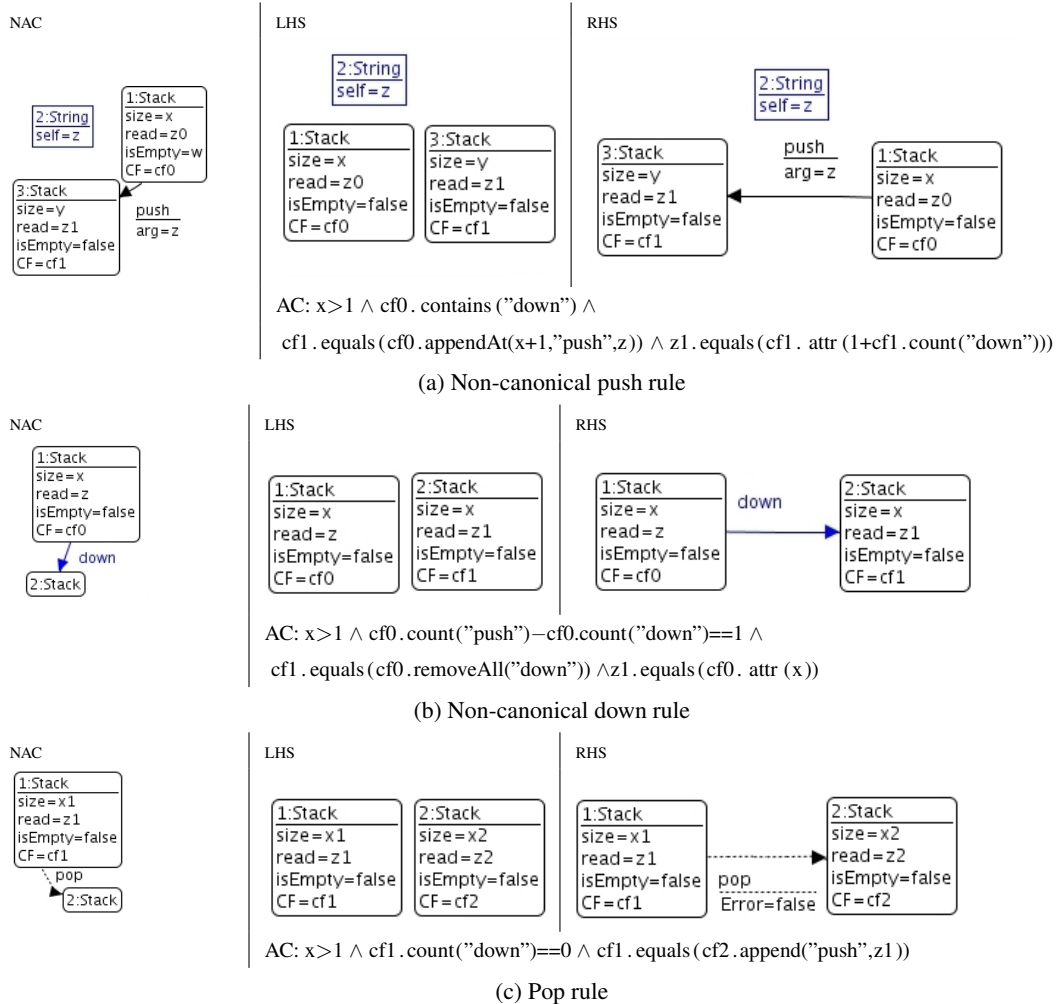 NAC
LHS
RHS
2:String
self=z
1:Stack
size=x
read=z0
isEmpty=w
CF=cf0
3:Stack
size=y
read=z1
isEmpty=false
CF=cf1
push
arg=z
2:String
self=z
1:Stack
size=x
read=z0
isEmpty=false
CF=cf0
3:Stack
size=y
read=z1
isEmpty=false
CF=cf1
2:String
self=z
3:Stack
size=y
read=z1
isEmpty=false
CF=cf1
push
arg=z
1:Stack
size=x
read=z0
isEmpty=false
CF=cf0
AC: x>1 ∧ cf0.contains("down") ∧
cf1.equals(cf0.appendAt(x+1,"push",z)) ∧ z1.equals(cf1.attr(1+cf1.count("down")))
(a) Non-canonical push rule
NAC
LHS
RHS
1:Stack
size=x
read=z
isEmpty=false
CF=cf0
down
2:Stack
1:Stack
size=x
read=z
isEmpty=false
CF=cf0
2:Stack
size=x
read=z1
isEmpty=false
CF=cf1
1:Stack
size=x
read=z
isEmpty=false
CF=cf0
down
2:Stack
size=x
read=z1
isEmpty=false
CF=cf1
AC: x>1 ∧ cf0.count("push")−cf0.count("down")==1 ∧
cf1.equals(cf0.removeAll("down")) ∧z1.equals(cf0.attr(x))
(b) Non-canonical down rule
NAC
LHS
RHS
1:Stack
size=x1
read=z1
isEmpty=false
CF=cf1
pop
2:Stack
1:Stack
size=x1
read=z1
isEmpty=false
CF=cf1
2:Stack
size=x2
read=z2
isEmpty=false
CF=cf2
1:Stack
size=x1
read=z1
isEmpty=false
CF=cf1
pop
Error=false
2:Stack
size=x2
read=z2
isEmpty=false
CF=cf2
AC: x>1 ∧ cf1.count("down")==0 ∧ cf1.equals(cf2.append("push",z1))
(c) Pop rule